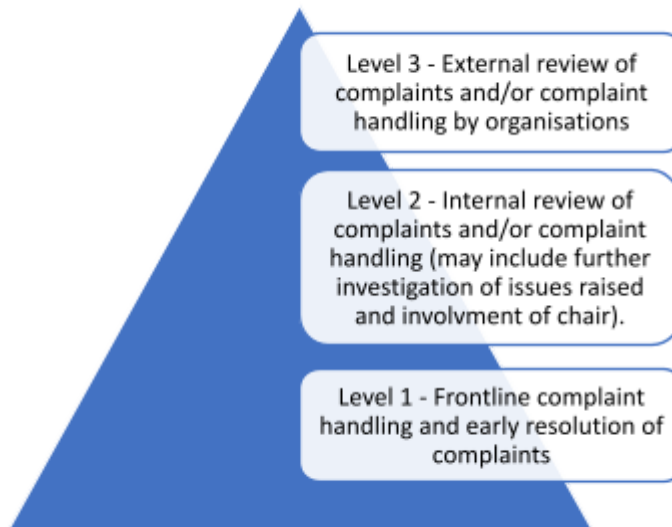 Level 3 - External review of
complaints and/or complaint
handling by organisations
Level 2 - Internal review of
complaints and/or complaint
handling (may include further
investigation of issues raised
and involvment of chair).
Level 1 - Frontline complaint
handling and early resolution of
complaints